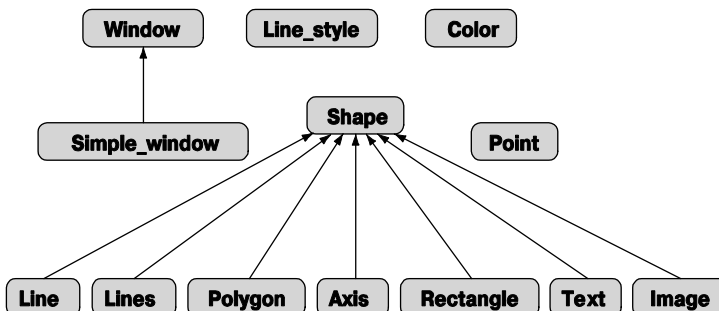 Window Line_style Color
Shape
Simple_window Point
Line Lines Polygon Axis Rectangle Text Image